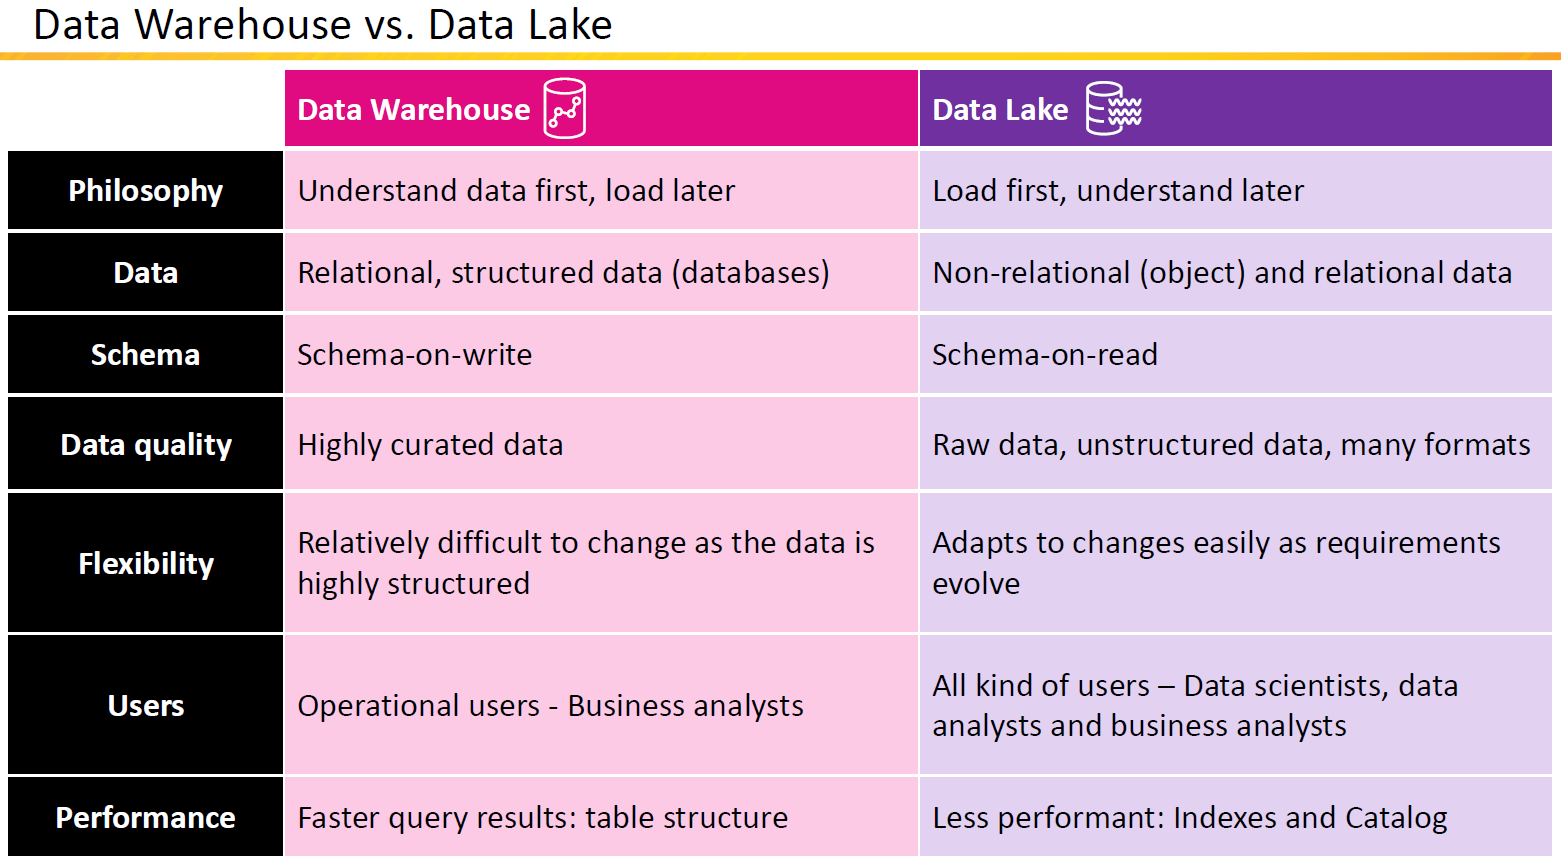 Data Warehouse vs. Data Lake
Data Warehouse
Data Lake
Philosophy
Understand data first, load later
Load first, understand later
Data
Relational, structured data (databases)
Non-relational (object) and relational data
Schema
Schema-on-write
Schema-on-read
Data quality
Highly curated data
Raw data, unstructured data, many formats
Flexibility
Relatively difficult to change as the data is
highly structured
Adapts to changes easily as requirements
evolve
Users
Operational users - Business analysts
All kind of users – Data scientists, data
analysts and business analysts
Performance
Faster query results: table structure
Less performant: Indexes and Catalog